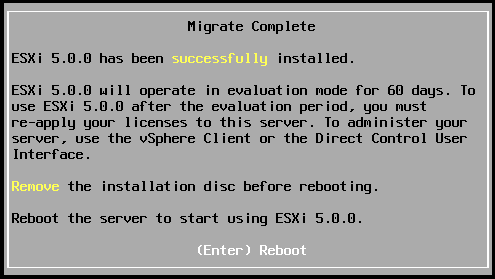 Migrate Complete
ESXi 5.0.0 has been successfully installed.
ESXi 5.0.0 will operate in evaluation mode for 60 days. To
use ESXi 5.0.0 after the evaluation period, you must
re-apply your licenses to this server. To administer your
server, use the vSphere Client or the Direct Control User
Interface.
Remove the installation disc before rebooting.
Reboot the server to start using ESXi 5.0.0.
(Enter) Reboot